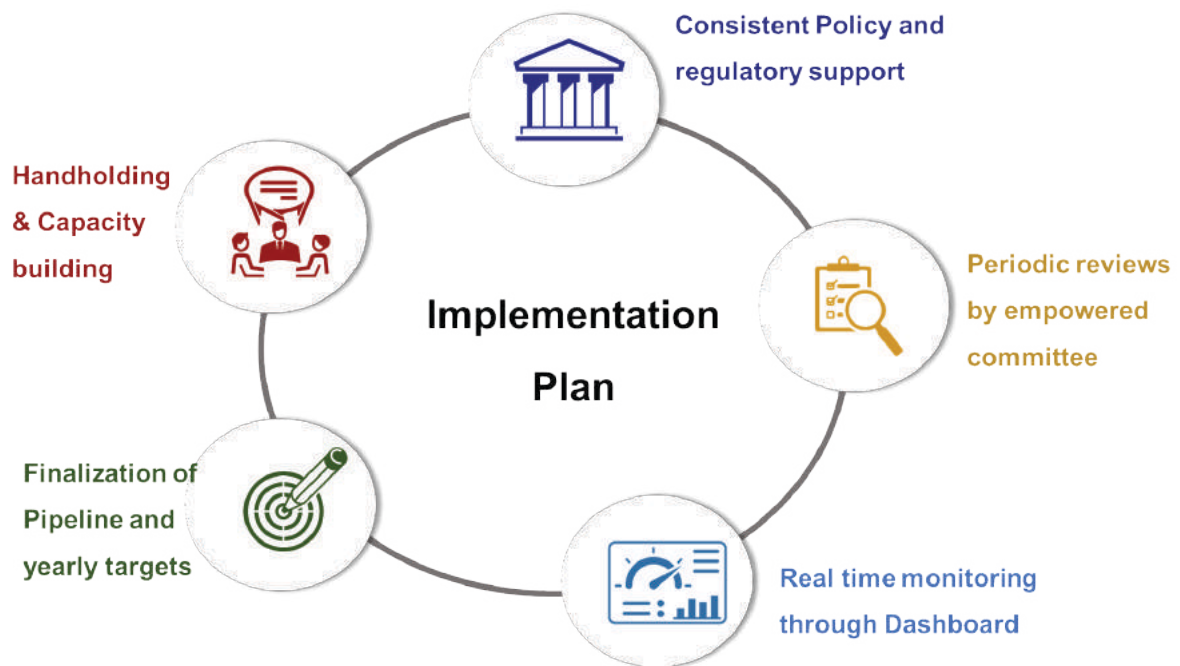 Consistent Policy and
regulatory support
Handholding
& Capacity
building
Periodic reviews
by empowered
committee
Implementation
Plan
Finalization of
Pipeline and
yearly targets
Real time monitoring
through Dashboard